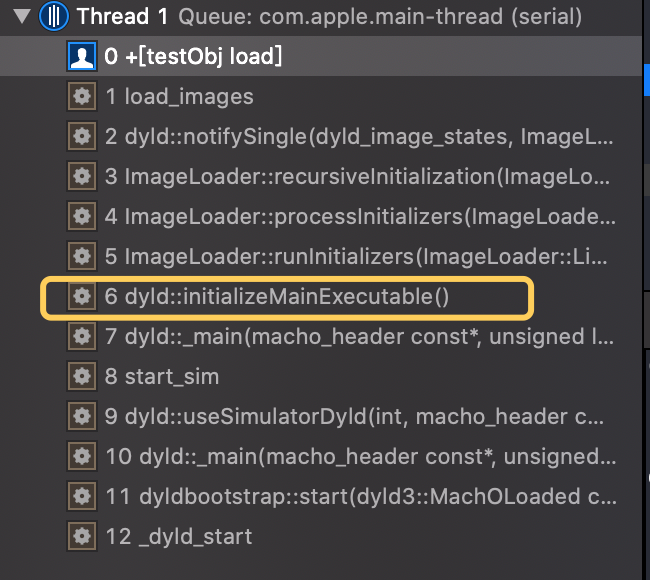 Thread 1 Queue: com.apple.main-thread (serial)
0 +[testObj load]
1 load_images
2 dyld::notifySingle(dyld_image_states, ImageL...
3 ImageLoader::recursiveInitialization(ImageLo...
4 ImageLoader::processInitializers(ImageLoade...
5 ImageLoader::runInitializers(ImageLoader::Li...
6 dyld::initializeMainExecutable()
7 dyld::_main(macho_header const*, unsigned l...
8 start_sim
9 dyld::useSimulatorDyld(int, macho_header c...
10 dyld::_main(macho_header const*, unsigned...
11 dyldbootstrap::start(dyld3::MachOLoaded c...
12 _dyld_start